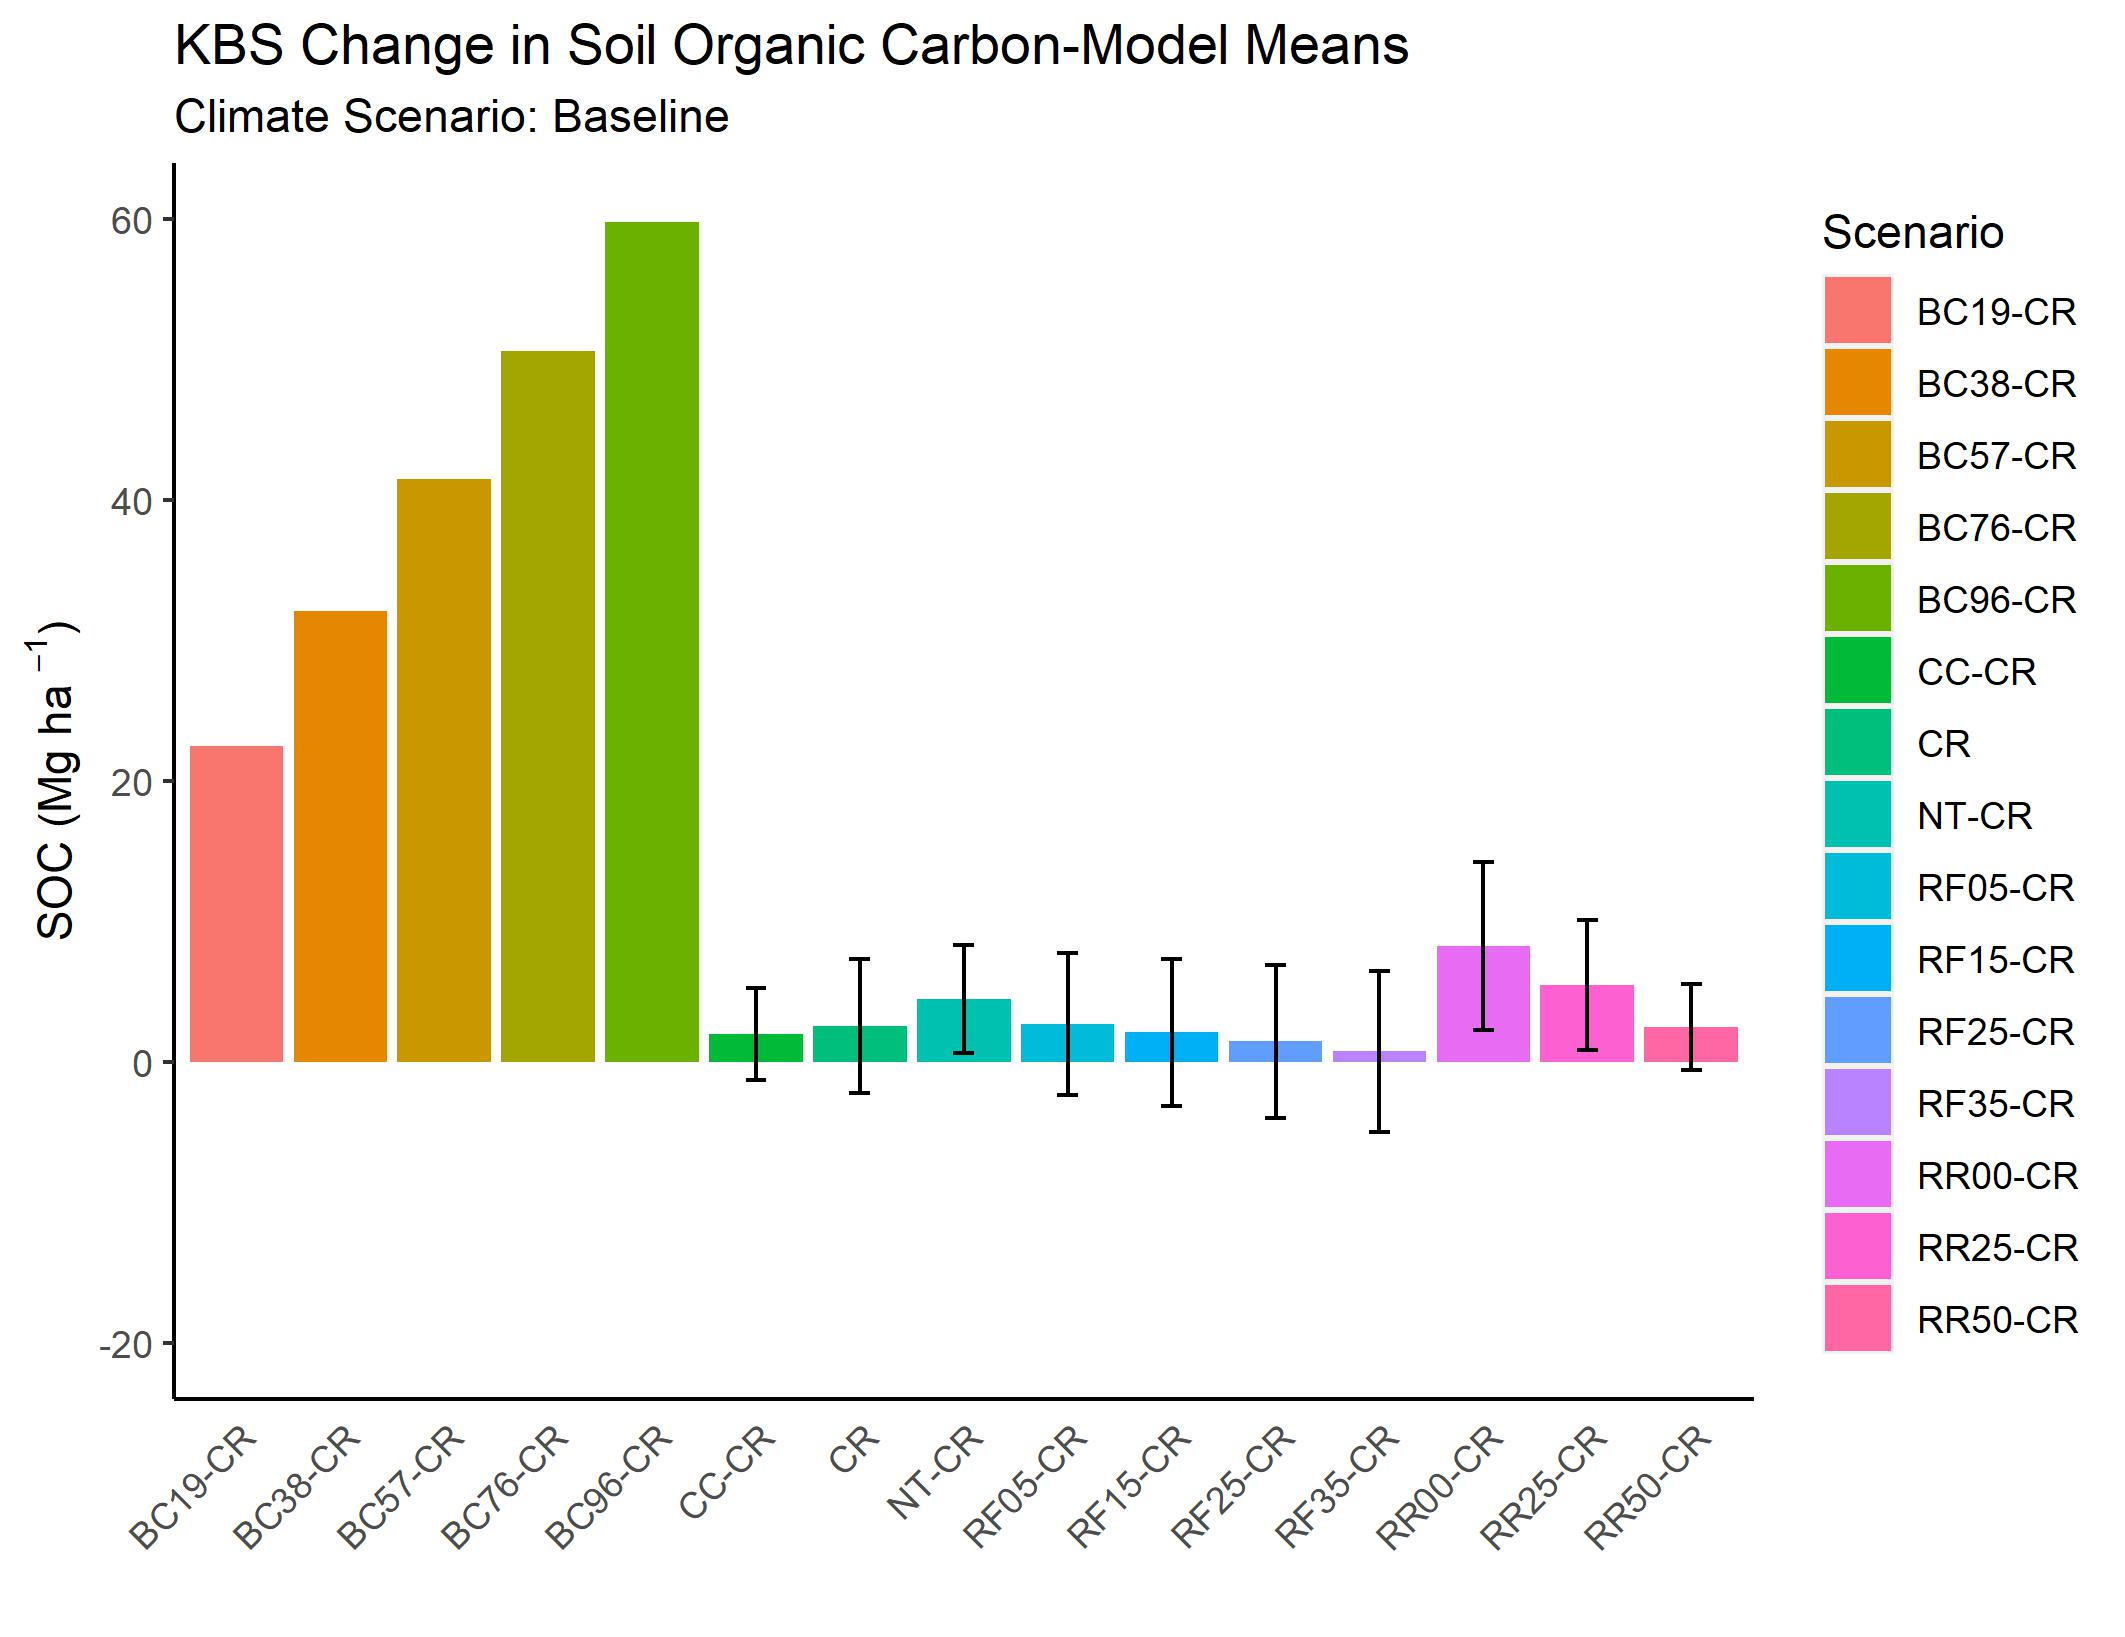 KBS Change in Soil Organic Carbon-Model Means
Climate Scenario: Baseline
SOC (Mg ha −1)
60
40
20
0
-20
BC19-CR
BC38-CR
BC57-CR
BC76-CR
BC96-CR
CC-CR
CR
NT-CR
RF05-CR
RF15-CR
RF25-CR
RF35-CR
RR00-CR
RR25-CR
RR50-CR
Scenario
BC19-CR
BC38-CR
BC57-CR
BC76-CR
BC96-CR
CC-CR
CR
NT-CR
RF05-CR
RF15-CR
RF25-CR
RF35-CR
RR00-CR
RR25-CR
RR50-CR